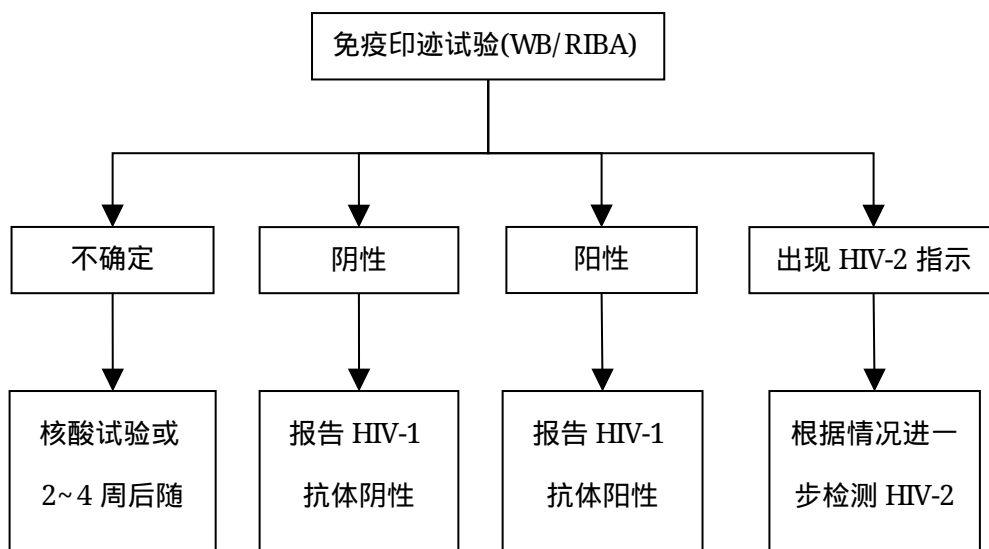 免疫印迹试验(WB/RIBA)
不确定
阴性
阳性
出现 HIV-2 指示
核酸试验或
2~4 周后随
报告 HIV-1
抗体阴性
报告 HIV-1
抗体阳性
根据情况进一
步检测 HIV-2